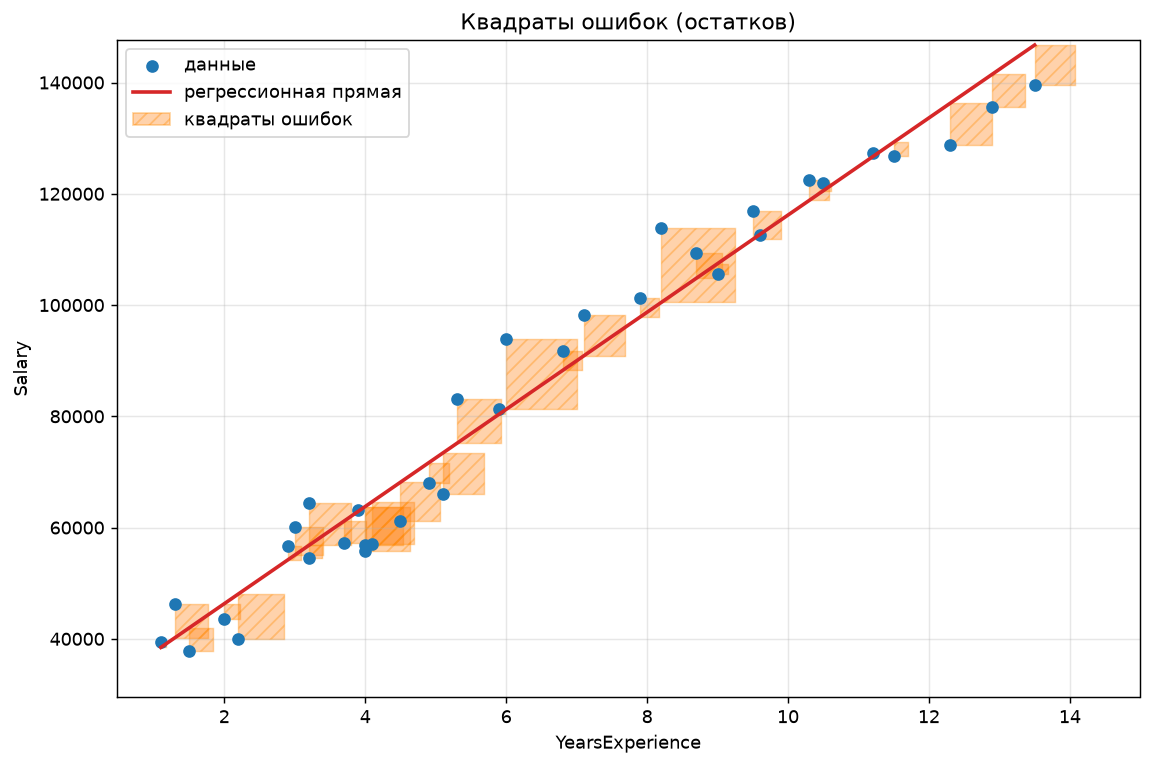 Квадраты ошибок (остатков)
данные
регрессионная прямая
квадраты ошибок
140000
120000
100000
80000
60000
40000
Salary
2 4 6 8 10 12 14
YearsExperience